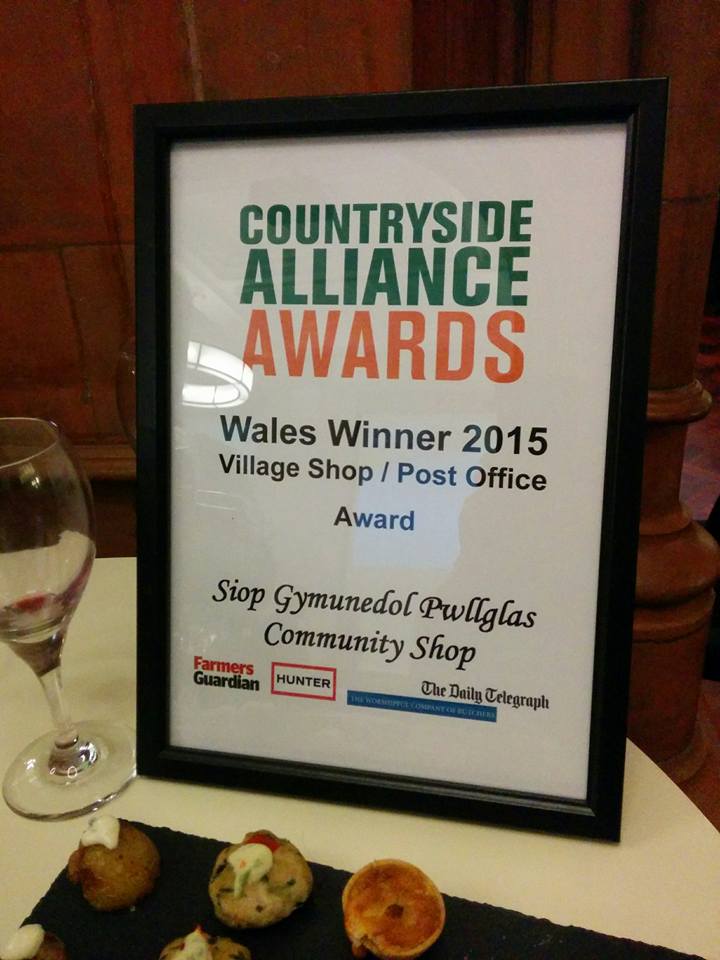 COUNTRYSIDE
ALLIANCE
AWARDS
Wales Winner 2015
Village Shop / Post Office
Award
Siop Gymunedol Pwllglas
Community Shop
Farmers
Guardian
HUNTER
The Daily Telegraph
THE WORSHIPFUL COMPANY OF BUTCHERS